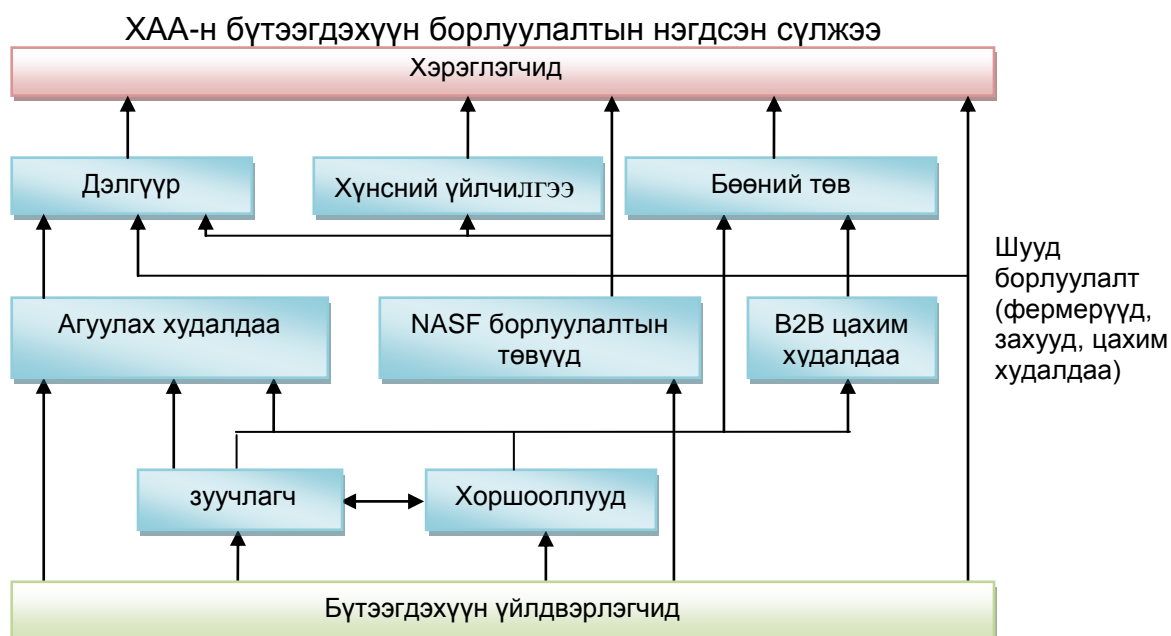 ХАА-н бүтээгдэхүүн борлуулалтын нэгдсэн сүлжээ
Хэрэглэгчид
Дэлгүүр
Хүнсний үйлчилгээ
Бөөний төв
Шууд
борлуулалт
(фермерүүд,
захууд, цахим
худалдаа)
Агуулах худалдаа
NASF борлуулалтын
төвүүд
B2B цахим
худалдаа
зуучлагч
Хоршооллууд
Бүтээгдэхүүн үйлдвэрлэгчид